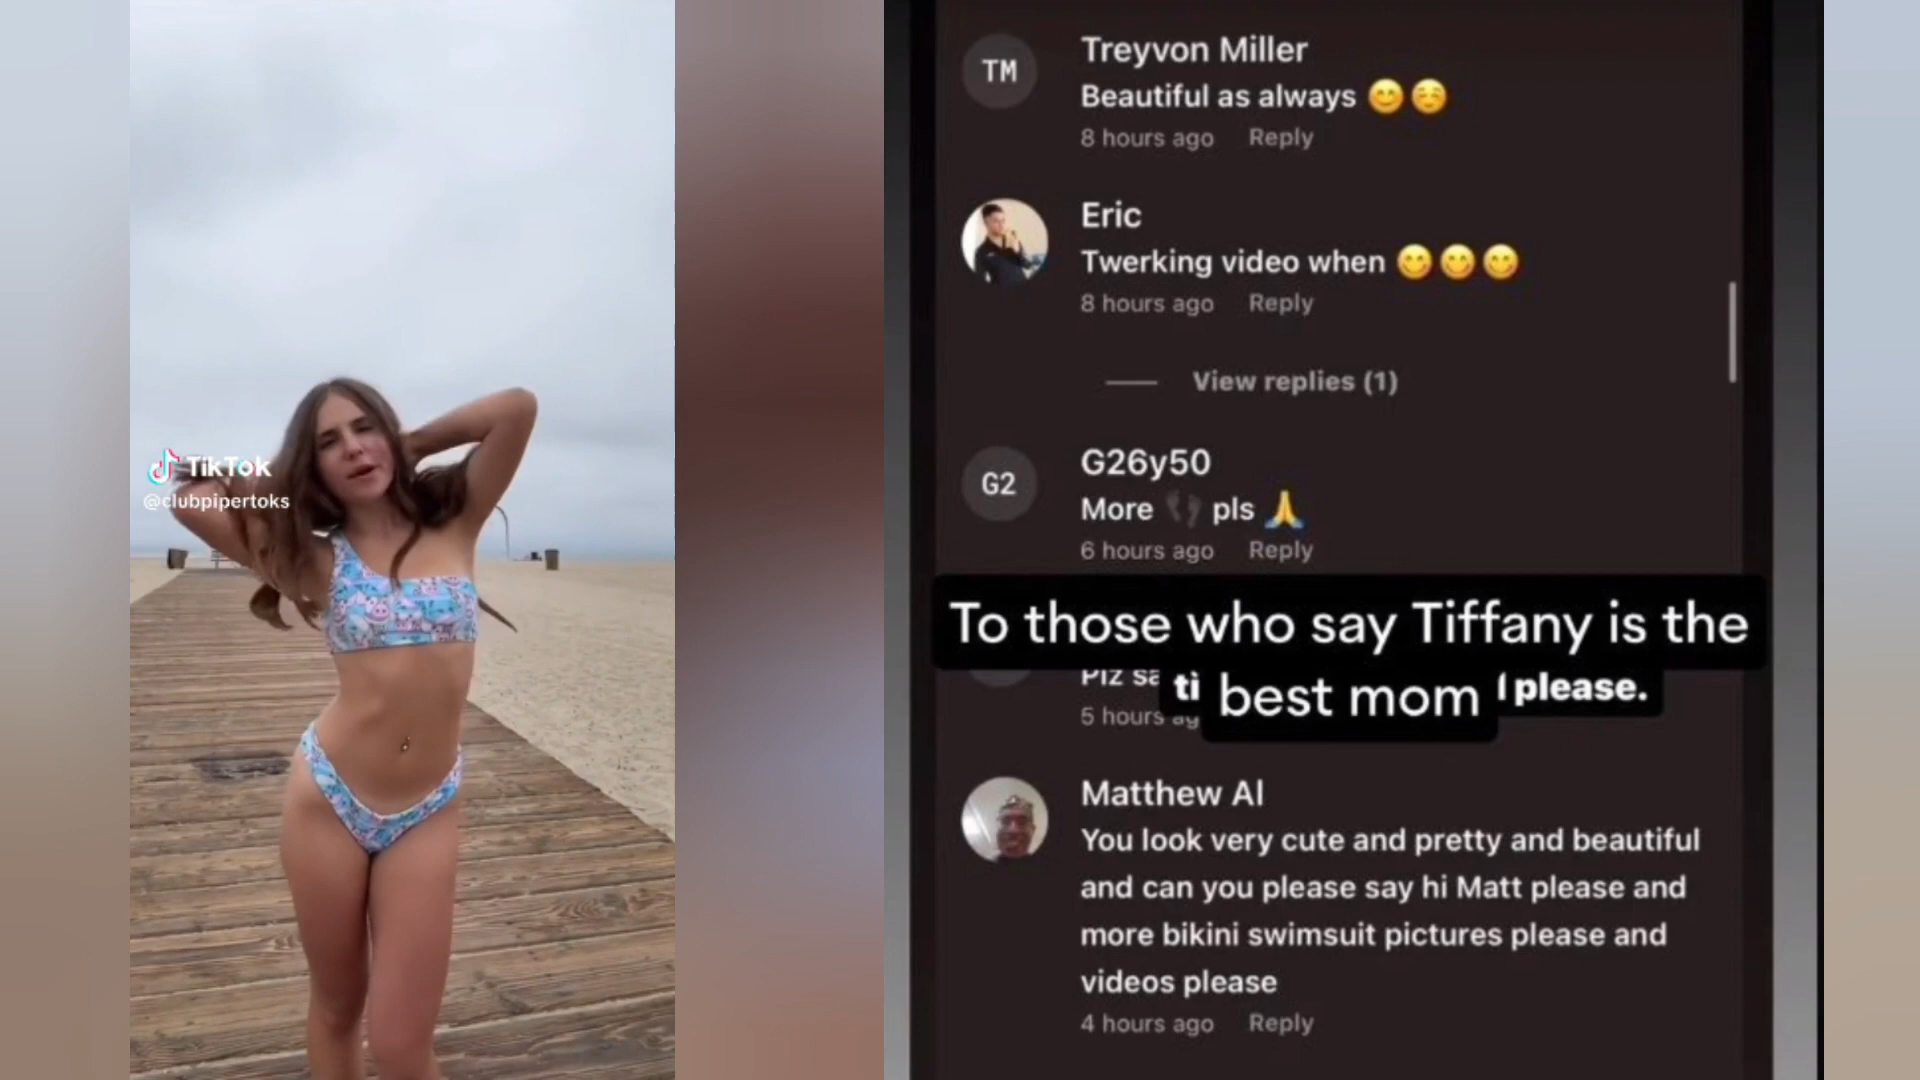 TikTok
@clubpipertoks
TM
Treyvon Miller
Beautiful as always 😊 ☺️
8 hours ago Reply
Eric
Twerking video when 😋 😋 😋
8 hours ago Reply
View replies (1)
G2
G26y50
More 👣 pls 🙏
6 hours ago Reply
To those who say Tiffany is the
best mom
please.
5 hours
Matthew Al
You look very cute and pretty and beautiful
and can you please say hi Matt please and
more bikini swimsuit pictures please and
videos please
4 hours ago Reply